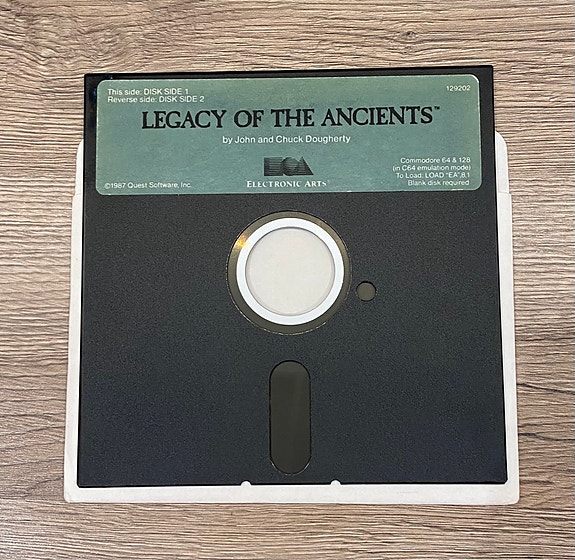 This side: DISK SIDE 1
Reverse side: DISK SIDE 2
129202
LEGACY OF THE ANCIENTS™
by John and Chuck Dougherty
EA
ELECTRONIC ARTS®
©1987 Quest Software, Inc.
Commodore 64 & 128
(in C64 emulation mode)
To Load: LOAD "EA",8,1
Blank disk required